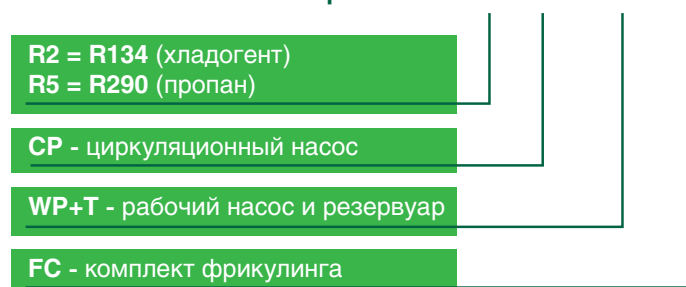 R2 = R134 (хладогент)
R5 = R290 (пропан)
CP - циркуляционный насос
WP+T - рабочий насос и резервуар
FC - комплект фрикулинга